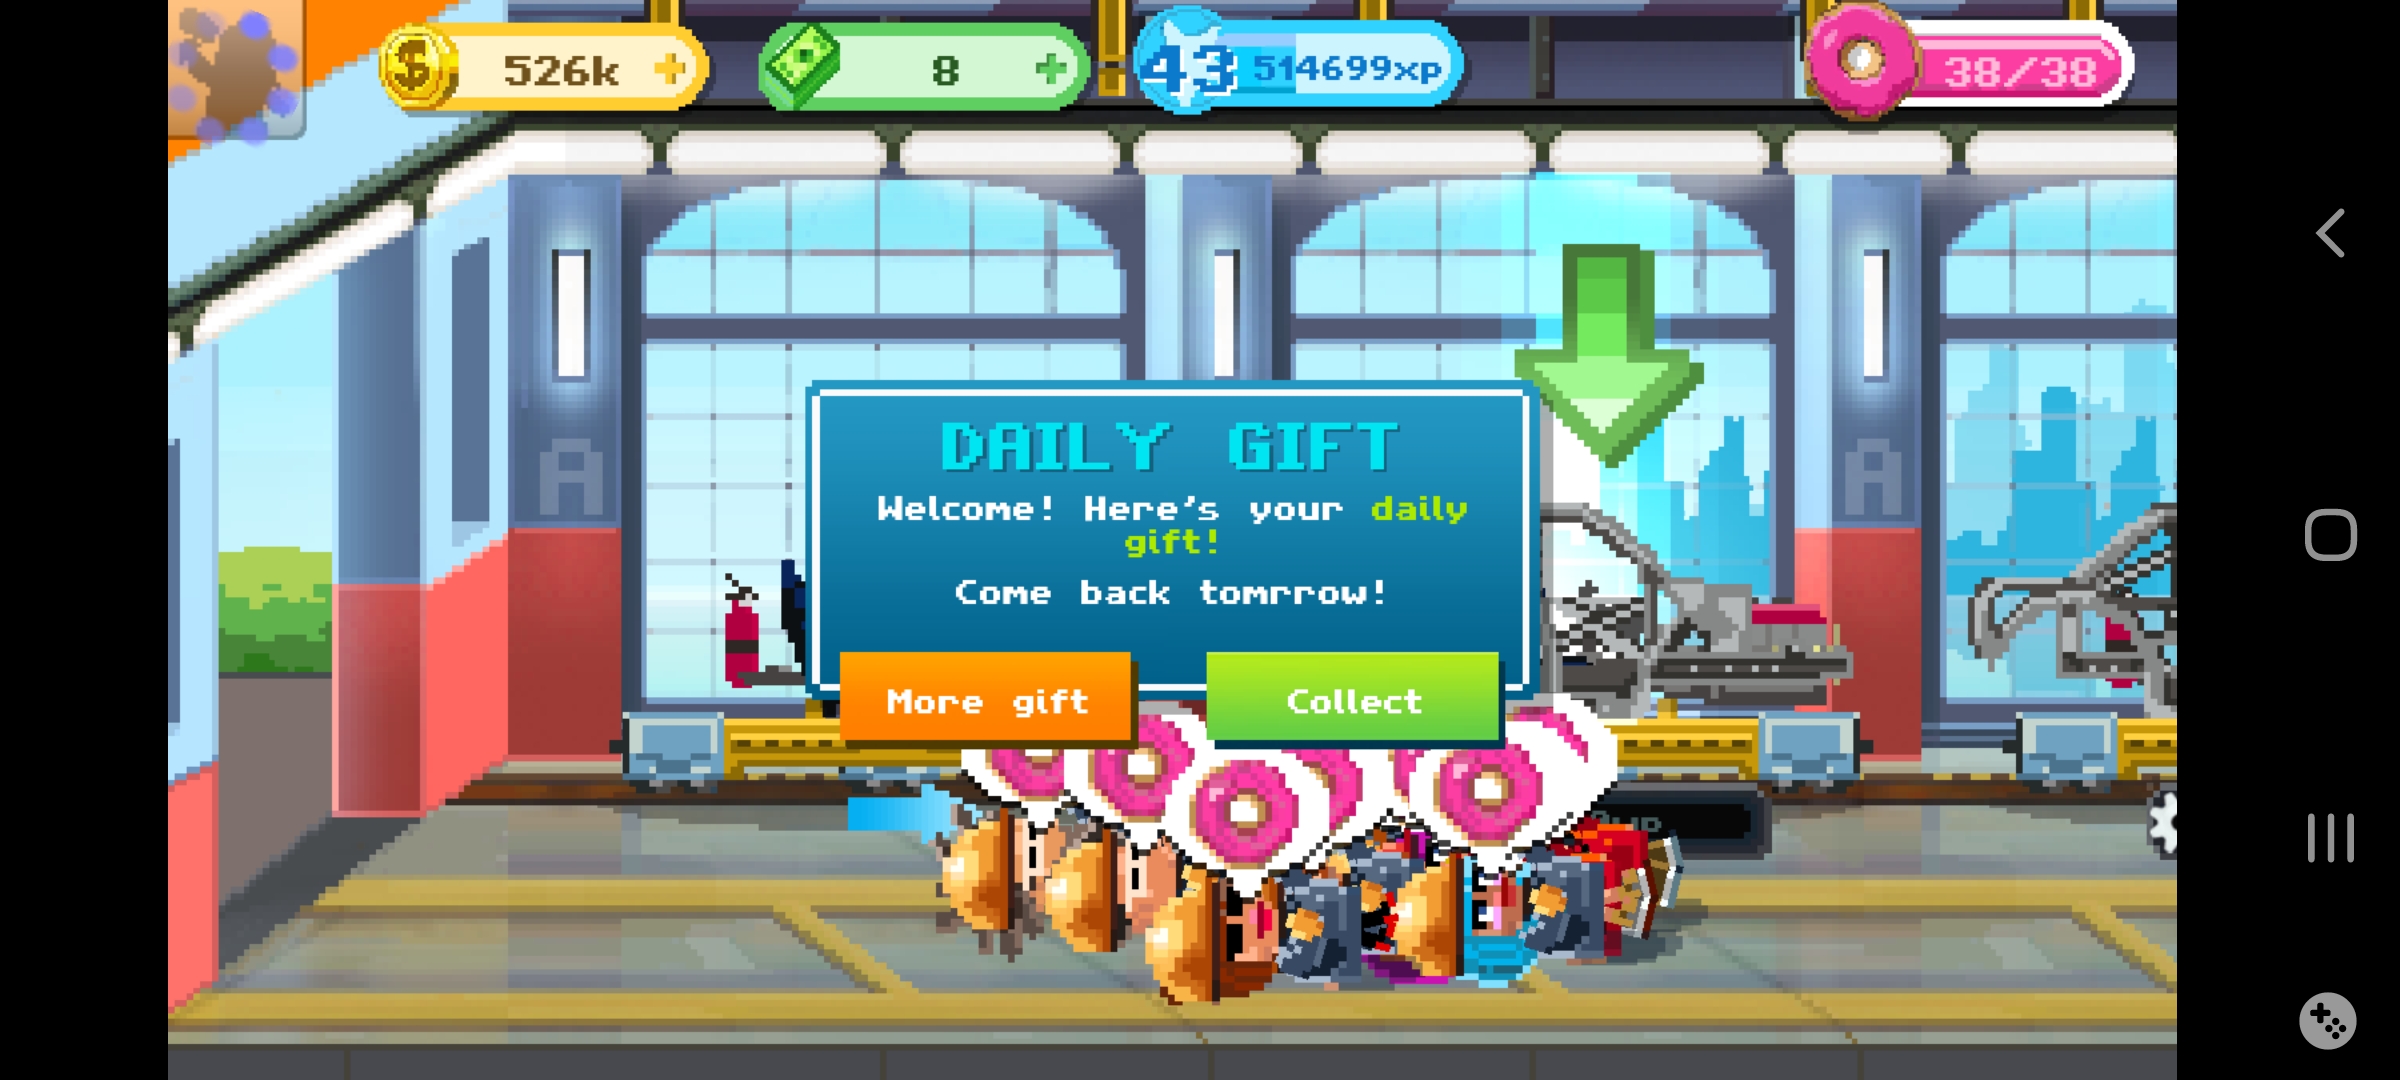 526k
8
43 514699xp
38/38
A
A
DAILY GIFT
Welcome! Here's your daily
gift!
Come back tomrrow!
More gift
Collect